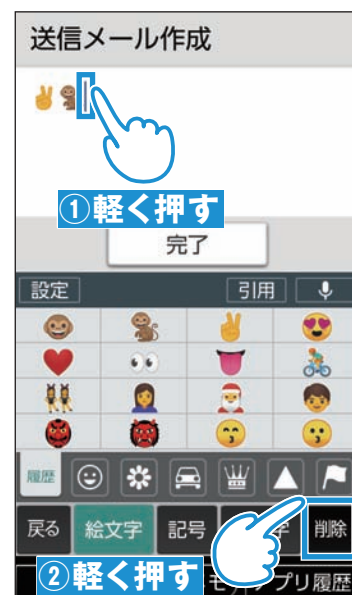 送信メール作成
①軽く押す
完了
設定 引用
履歴
戻る 絵文字 記号 字 削除
②軽く押す モ プリ履歴